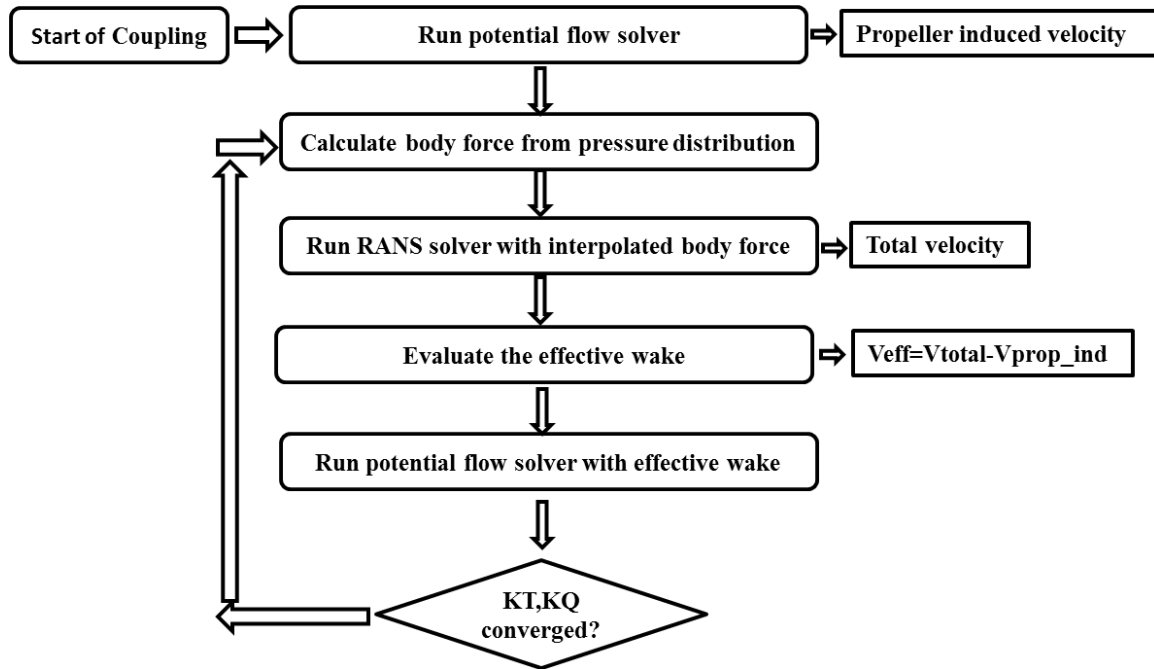 Start of Coupling
Run potential flow solver
Propeller induced velocity
Calculate body force from pressure distribution
Run RANS solver with interpolated body force
Total velocity
Evaluate the effective wake
Veff=Vtotal-Vprop_ind
Run potential flow solver with effective wake
KT,KQ
converged?